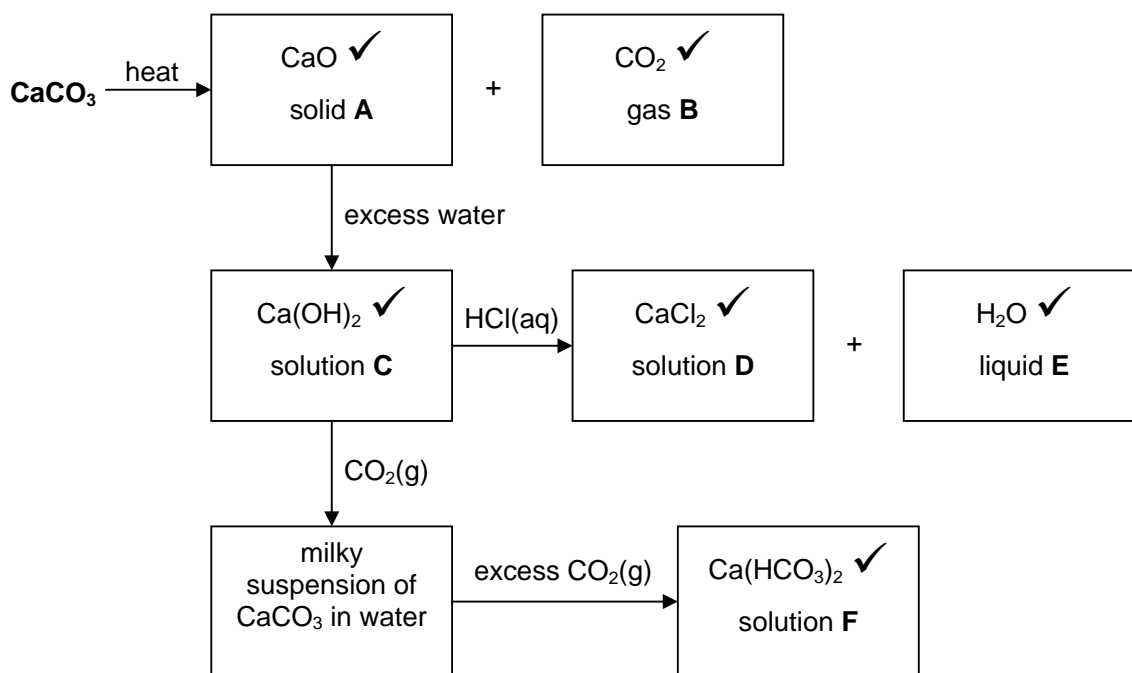 CaO ✓
CO₂ ✓
heat
CaCO₃
+
solid A
gas B
excess water
Ca(OH)₂ ✓
HCl(aq)
CaCl₂ ✓
H₂O ✓
+
solution C
solution D
liquid E
CO₂(g)
milky
suspension of
CaCO₃ in water
excess CO₂(g)
Ca(HCO₃)₂ ✓
solution F